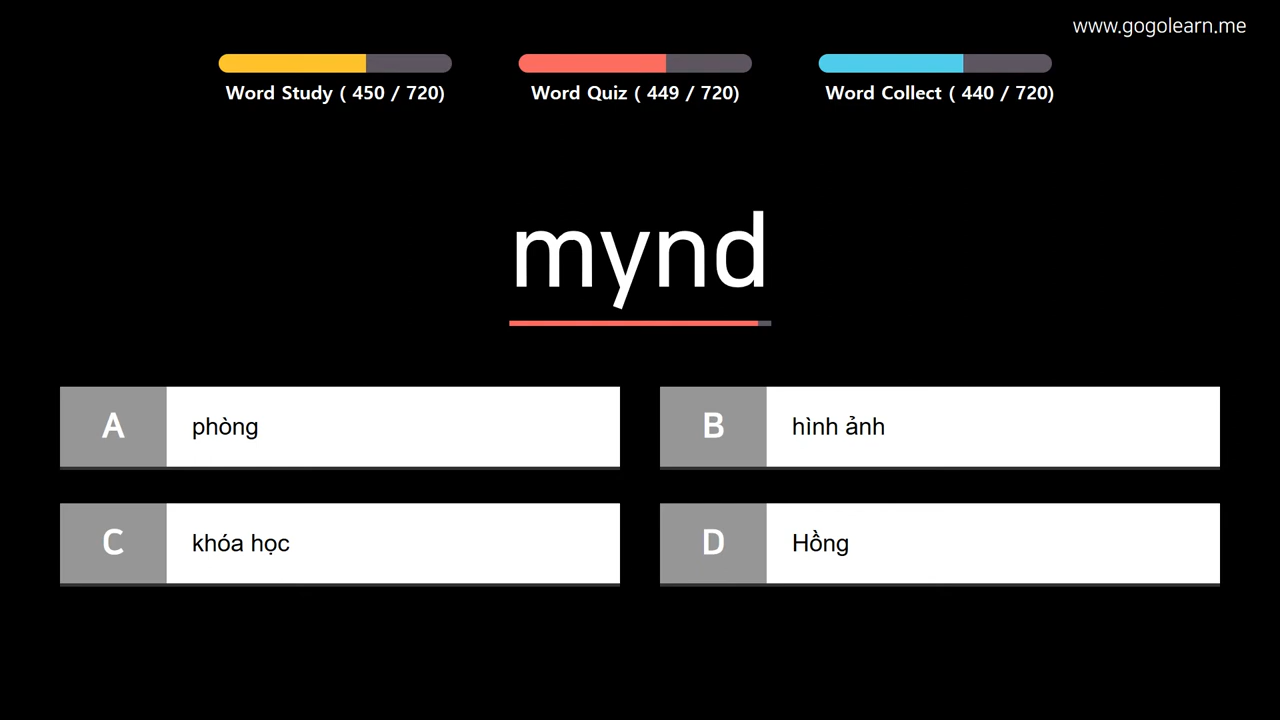 www.gogolearn.me
Word Study ( 450 / 720)
Word Quiz ( 449 / 720)
Word Collect ( 440 / 720)
mynd
A phòng
B hình ảnh
C khóa học
D Hồng